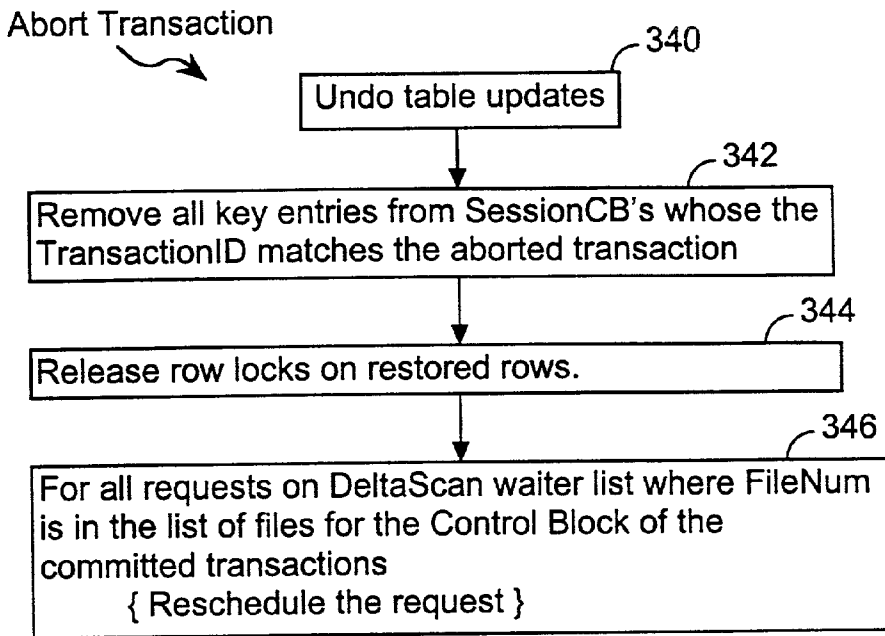 Abort Transaction
340
Undo table updates
342
Remove all key entries from SessionCB's whose the
TransactionID matches the aborted transaction
344
Release row locks on restored rows.
346
For all requests on DeltaScan waiter list where FileNum
is in the list of files for the Control Block of the
committed transactions
{ Reschedule the request }